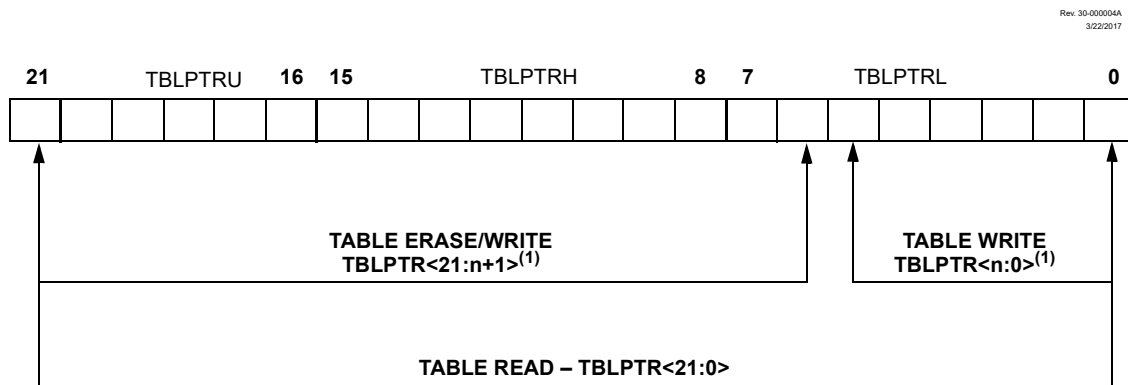 Rev. 30-000004A
3/22/2017
21 TBLPTRU 16 15 TBLPTRH 8 7 TBLPTRL 0
TABLE ERASE/WRITE
TBLPTR<21:n+1>(1)
TABLE WRITE
TBLPTR<n:0>(1)
TABLE READ – TBLPTR<21:0>